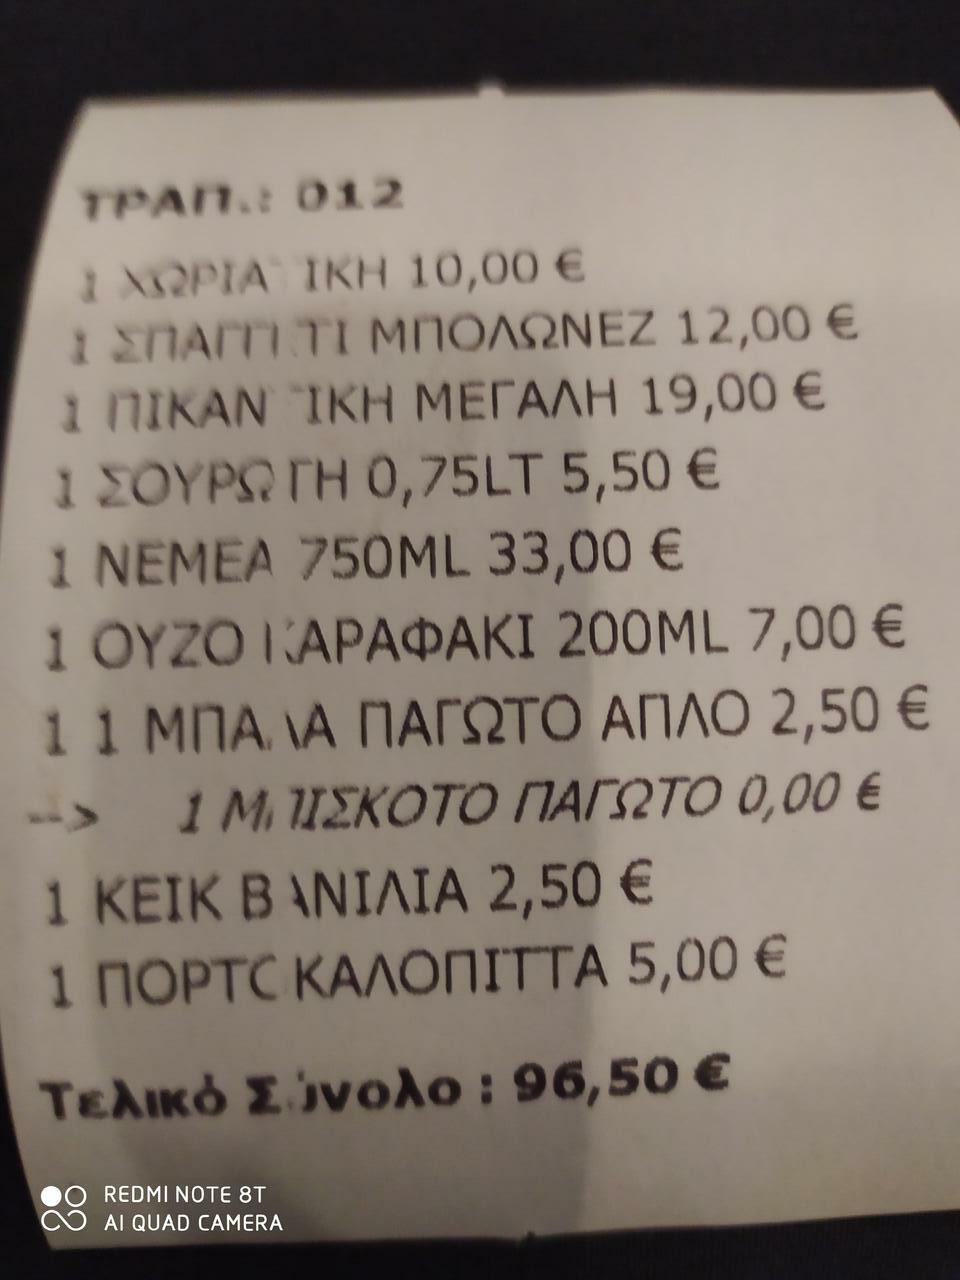 ΤΡΑΠ.: 012
1 ΧΩΡΙΑΤΙΚΗ 10,00 €
1 ΣΠΑΓΓΕΤΙ ΜΠΟΛΩΝΕΖ 12,00 €
1 ΠΙΚΑΝΤΙΚΗ ΜΕΓΑΛΗ 19,00 €
1 ΣΟΥΡΩΤΗ 0,75LT 5,50 €
1 ΝΕΜΕΑ 750ML 33,00 €
1 ΟΥΖΟ ΚΑΡΑΦΑΚΙ 200ML 7,00 €
1 1 ΜΠΑΛΑ ΠΑΓΩΤΟ ΑΠΛΟ 2,50 €
--> 1 ΜΠΙΣΚΟΤΟ ΠΑΓΩΤΟ 0,00 €
1 ΚΕΙΚ ΒΑΝΙΛΙΑ 2,50 €
1 ΠΟΡΤΟΚΑΛΟΠΙΤΤΑ 5,00 €
Τελικό Σύνολο : 96,50 €
REDMI NOTE 8T
AI QUAD CAMERA